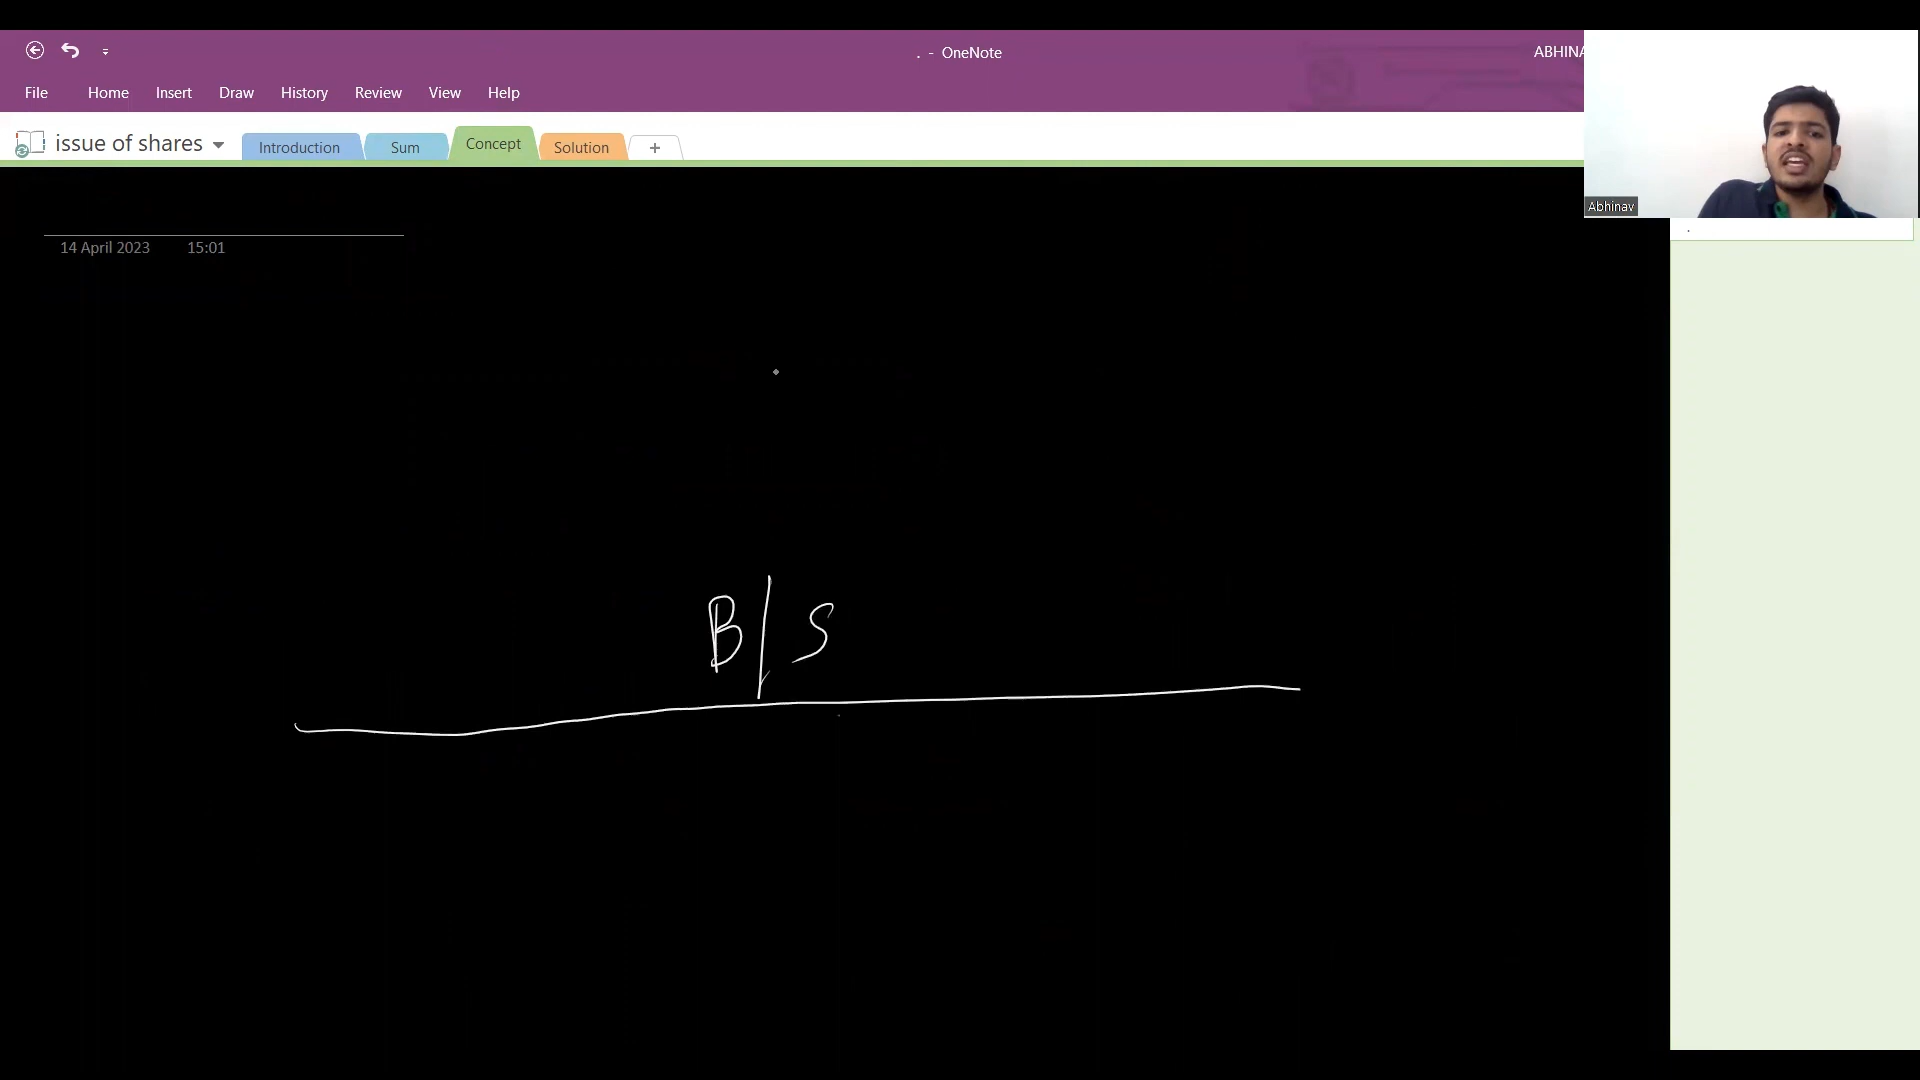 . - OneNote
ABHINA
File Home Insert Draw History Review View Help
issue of shares Introduction Sum Concept Solution +
Abhinav
.
14 April 2023 15:01
B/S